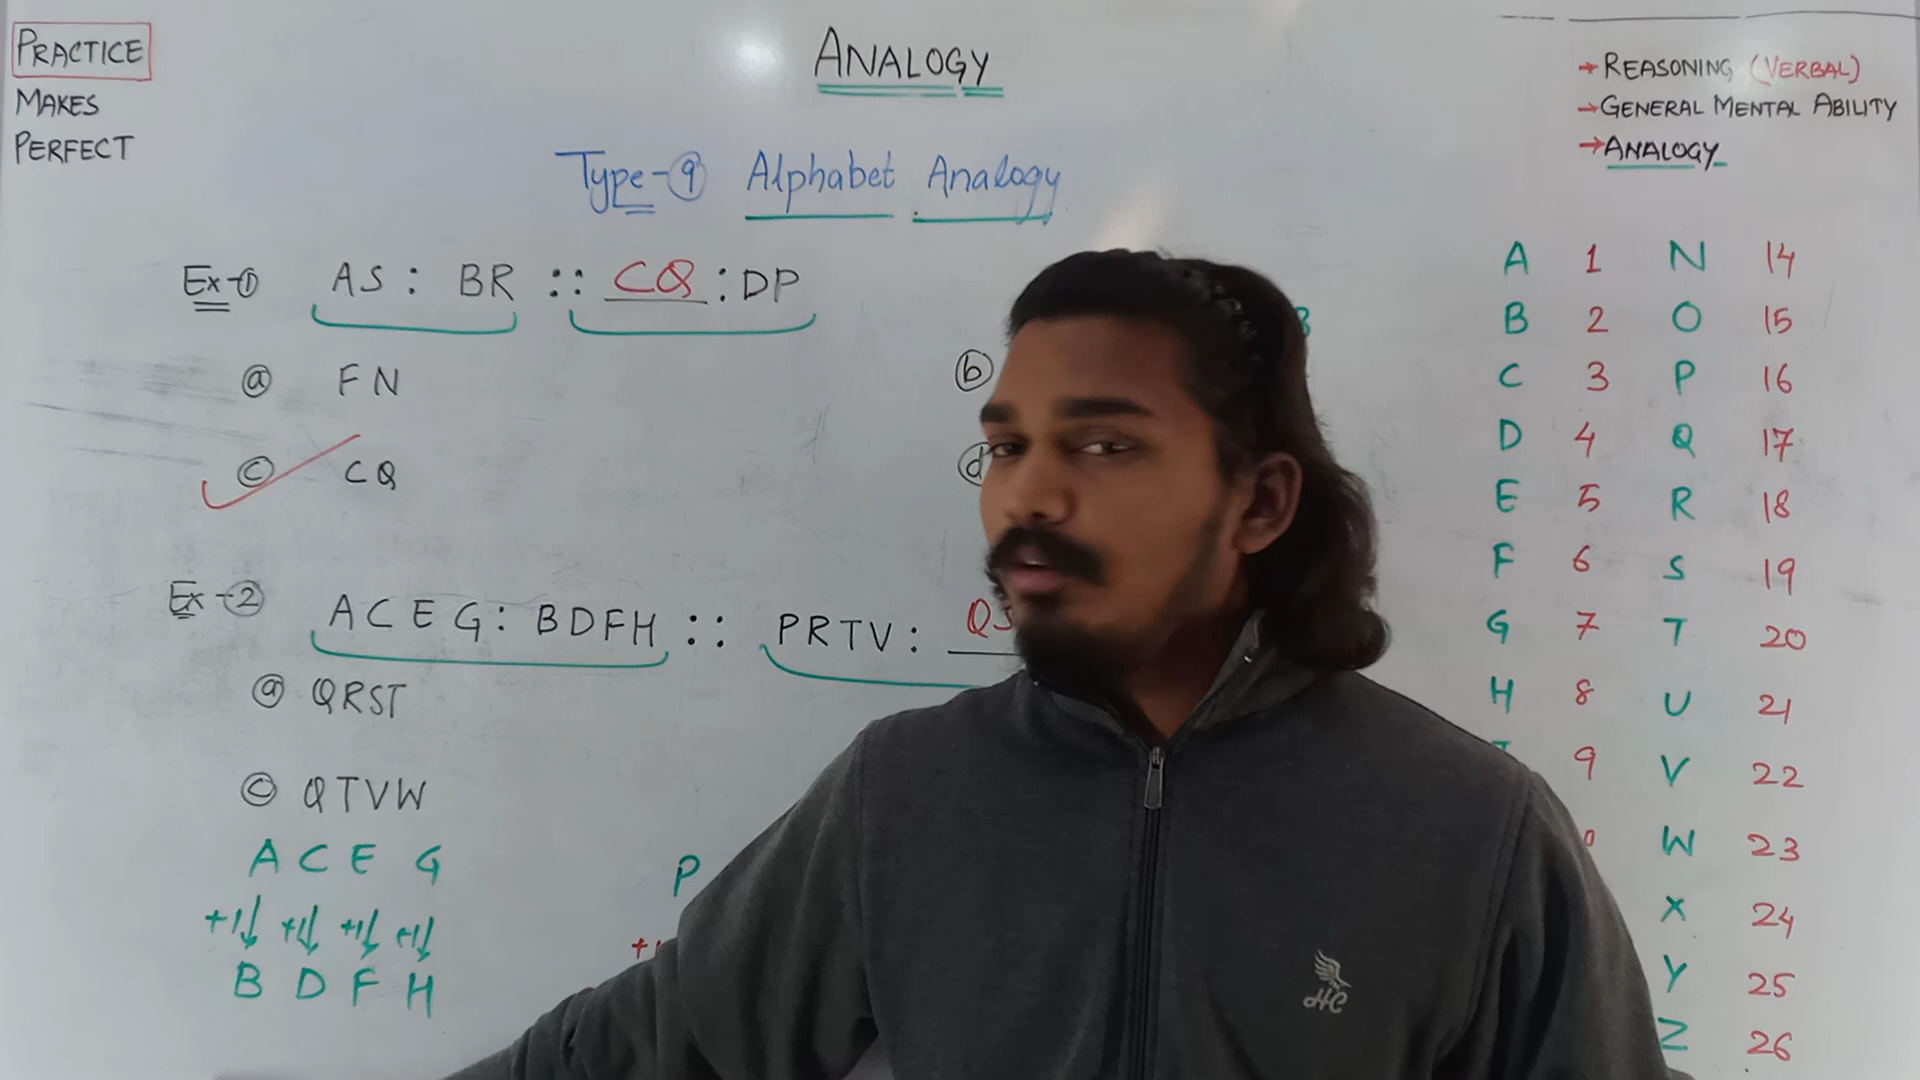 PRACTICE
MAKES
PERFECT
ANALOGY
→ REASONING (VERBAL)
→ GENERAL MENTAL ABILITY
→ ANALOGY
Type-9 Alphabet Analogy
Ex-1 AS : BR :: CQ : DP
a FN
b
c CQ
d
Ex-2 ACEG : BDFH :: PRTV :
a QRST
c QTVW
A C E G
+1 +1 +1 +1
B D F H
P
A 1 N 14
B 2 O 15
C 3 P 16
D 4 Q 17
E 5 R 18
F 6 S 19
G 7 T 20
H 8 U 21
9 V 22
W 23
X 24
Y 25
Z 26
HC